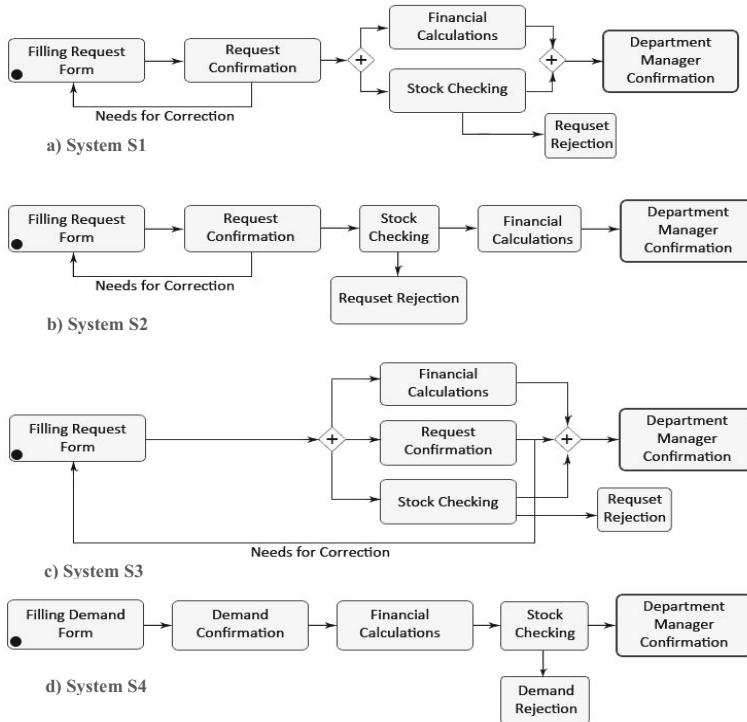 Filling Request
Form
Request
Confirmation
Needs for Correction
+
Financial
Calculations
Stock Checking
+
Requset
Rejection
Department
Manager
Confirmation
a) System S1
Filling Request
Form
Request
Confirmation
Needs for Correction
Stock
Checking
Requset Rejection
Financial
Calculations
Department
Manager
Confirmation
b) System S2
Filling Request
Form
+
Financial
Calculations
Request
Confirmation
Stock Checking
+
Requset
Rejection
Department
Manager
Confirmation
Needs for Correction
c) System S3
Filling Demand
Form
Demand
Confirmation
Financial
Calculations
Stock
Checking
Demand
Rejection
Department
Manager
Confirmation
d) System S4